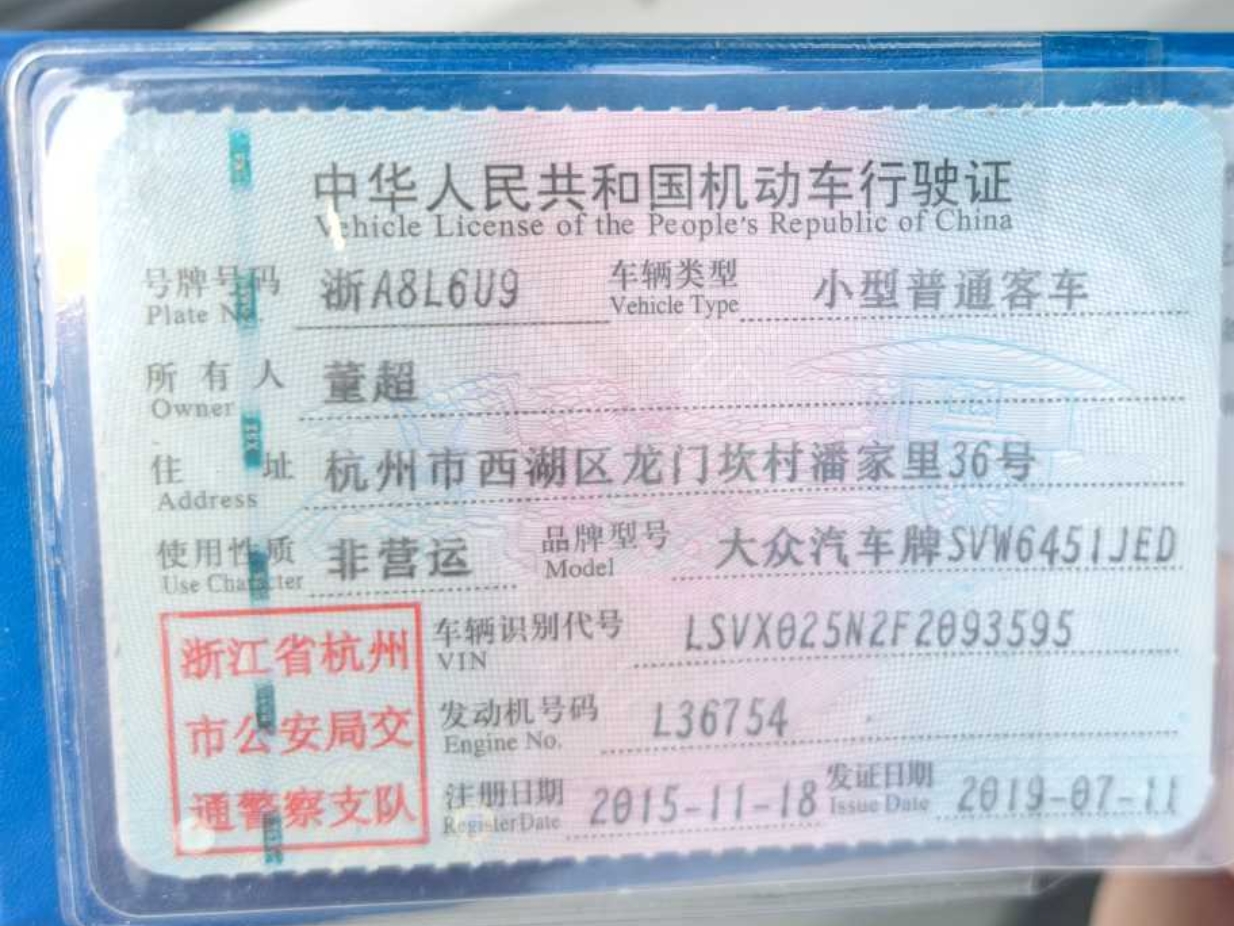 中华人民共和国机动车行驶证
Vehicle License of the People's Republic of China
号牌号码 浙A8L6U9 车辆类型 小型普通客车
Plate No. Vehicle Type
所有人 董超
Owner
住址 杭州市西湖区龙门坎村潘家里36号
Address
使用性质 非营运 品牌型号 大众汽车牌SVW6451JED
Use Character Model
浙江省杭州
市公安局交
通警察支队
车辆识别代号 LSVX025N2F2093595
VIN
发动机号码 L36754
Engine No.
注册日期 2015-11-18 发证日期 2019-07-11
Register Date Issue Date